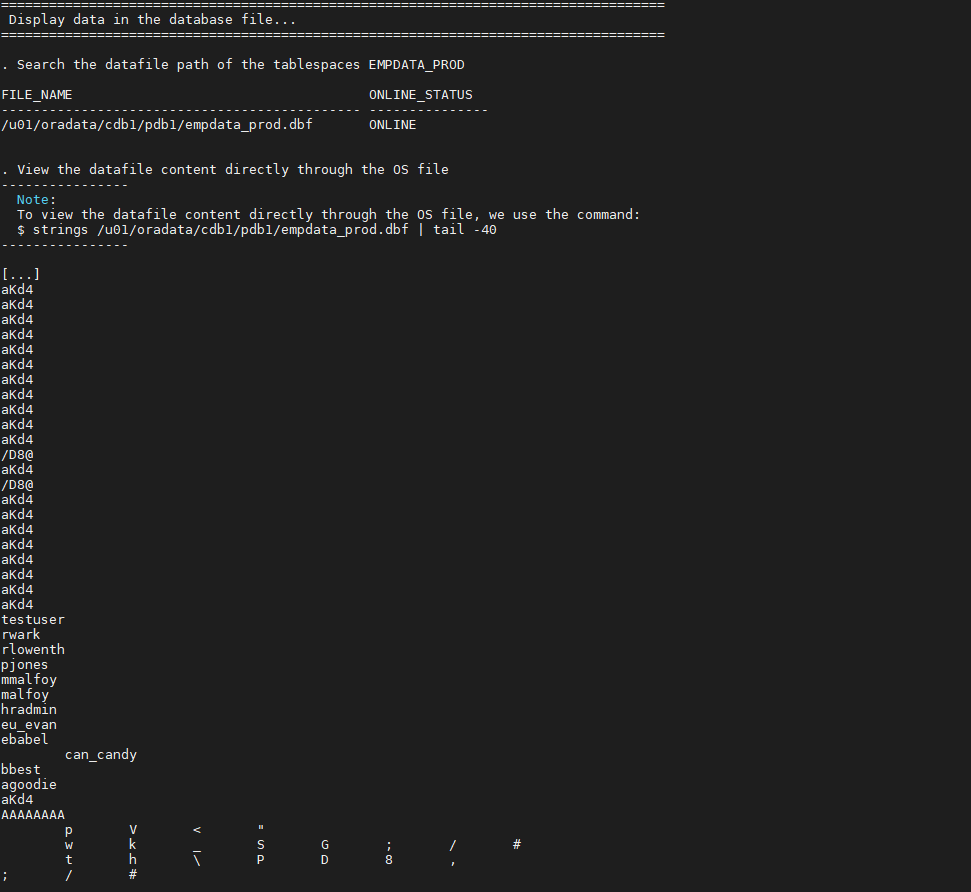 ===================================================================================
 Display data in the database file...
===================================================================================
. Search the datafile path of the tablespaces EMPDATA_PROD
FILE_NAME                                     ONLINE_STATUS
--------------------------------------------- ---------------
/u01/oradata/cdb1/pdb1/empdata_prod.dbf       ONLINE
. View the datafile content directly through the OS file
----------------
  Note:
  To view the datafile content directly through the OS file, we use the command:
  $ strings /u01/oradata/cdb1/pdb1/empdata_prod.dbf | tail -40
----------------
[...]
aKd4
aKd4
aKd4
aKd4
aKd4
aKd4
aKd4
aKd4
aKd4
aKd4
aKd4
/D8@
aKd4
/D8@
aKd4
aKd4
aKd4
aKd4
aKd4
aKd4
aKd4
aKd4
testuser
rwark
rlowenth
pjones
mmalfoy
malfoy
hradmin
eu_evan
ebabel
        can_candy
bbest
agoodie
aKd4
AAAAAAAA
        p       V       <       "
        w       k       _       S       G       ;       /       #
        t       h       \       P       D       8       ,
;       /       #